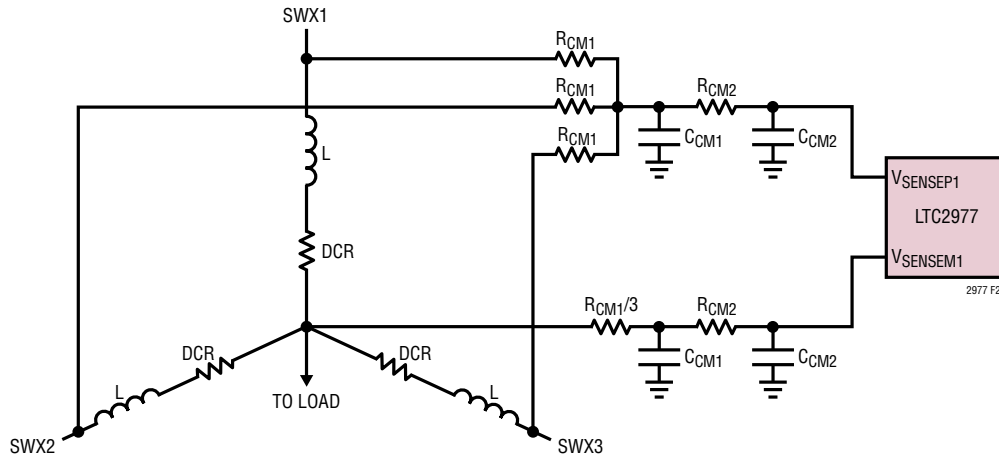 SWX1
RCM1
RCM1
RCM2
RCM1
CCM1
CCM2
L
VSENSEP1
LTC2977
DCR
VSENSEM1
2977 F2
RCM1/3
RCM2
DCR
DCR
CCM1
CCM2
L
L
TO LOAD
SWX2
SWX3